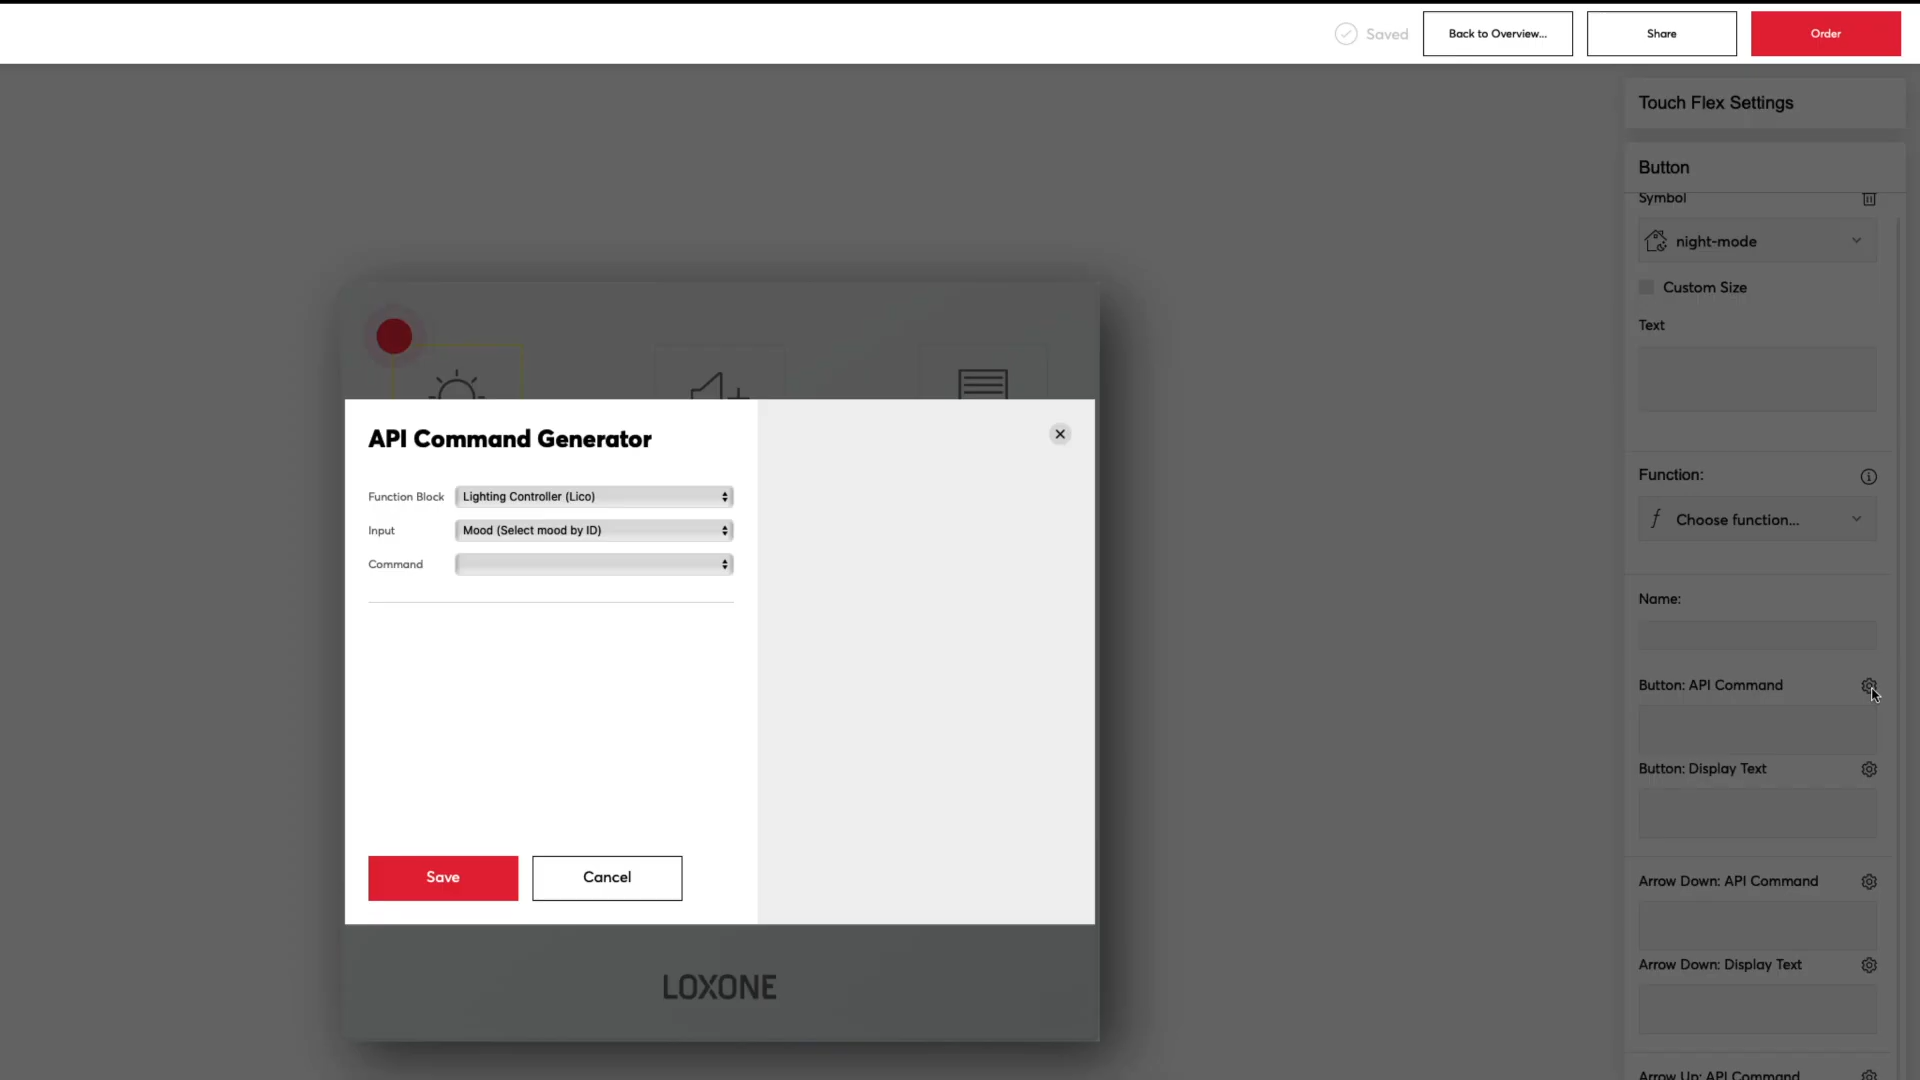 Saved
Back to Overview...
Share
Order
Touch Flex Settings
Button
Symbol
night-mode
Custom Size
Text
Function:
Choose function...
Name:
Button: API Command
Button: Display Text
Arrow Down: API Command
Arrow Down: Display Text
Arrow Up: API Command
API Command Generator
Function Block
Lighting Controller (Lico)
Input
Mood (Select mood by ID)
Command
Save
Cancel
LOXONE